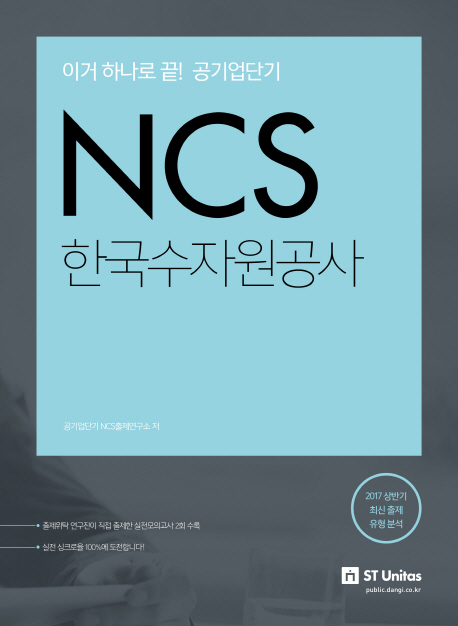 이거 하나로 끝! 공기업단기
NCS
한국수자원공사
공기업단기 NCS출제연구소 저
2017 상반기
최신 출제
유형 분석
• 출제위탁 연구진이 직접 출제한 실전모의고사 2회 수록
• 실전 싱크로율 100%에 도전합니다!
ST Unitas
public.dangi.co.kr